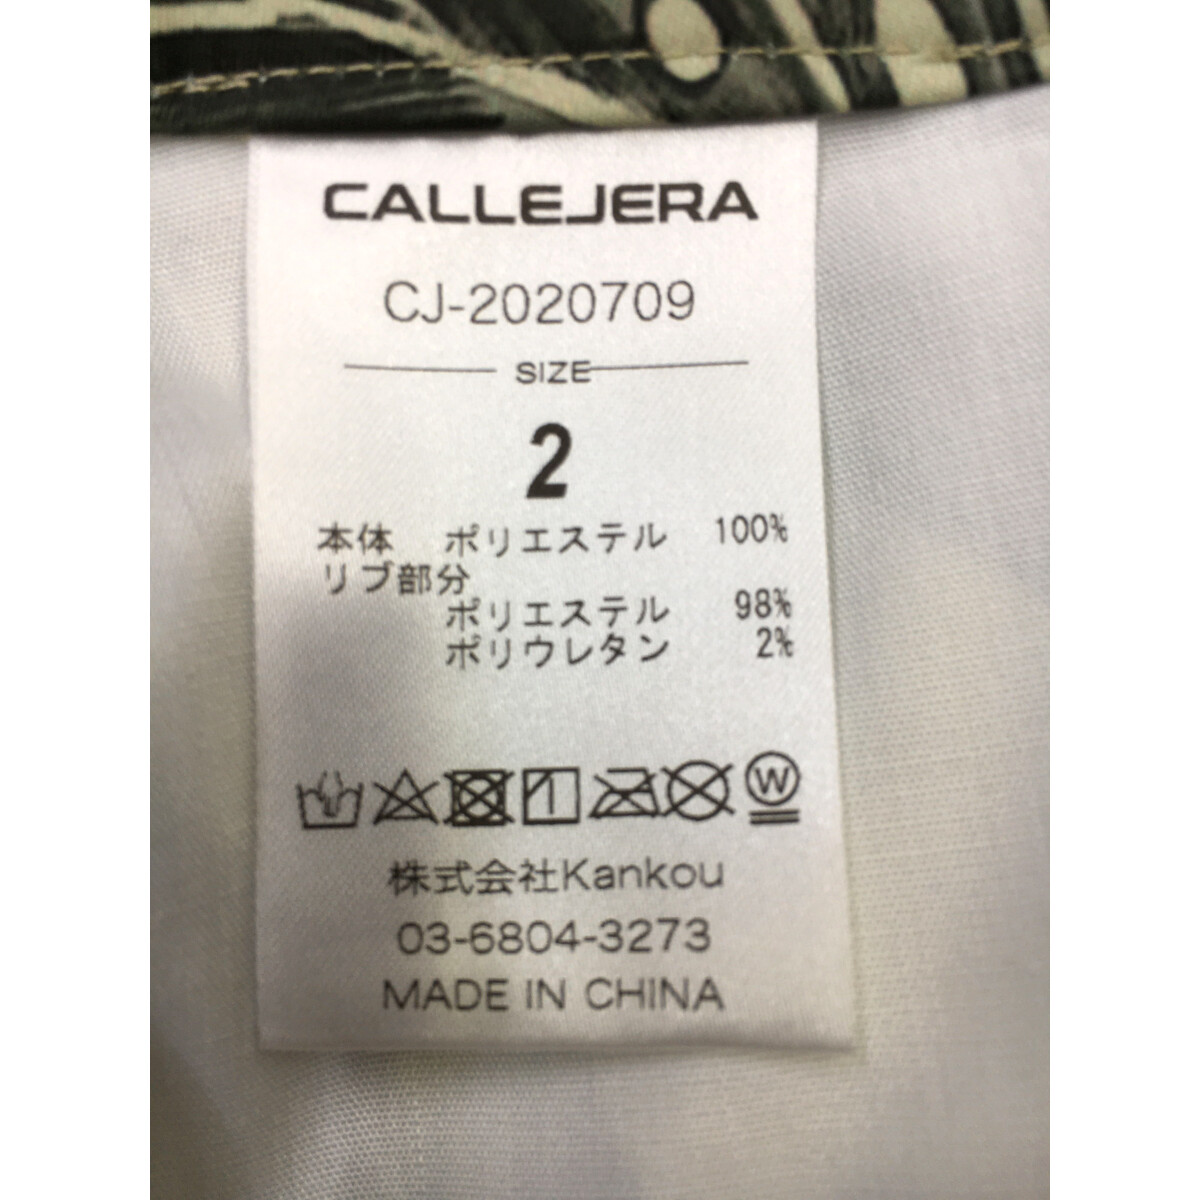 CALLEJERA
CJ-2020709
SIZE
2
本体 ポリエステル 100%
リブ部分
ポリエステル 98%
ポリウレタン 2%
W
株式会社Kankou
03-6804-3273
MADE IN CHINA